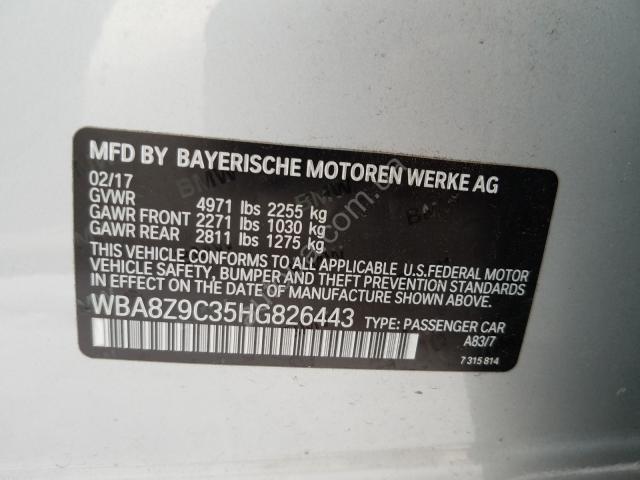 MFD BY BAYERISCHE MOTOREN WERKE AG
02/17
GVWR 4971 lbs 2255 kg
GAWR FRONT 2271 lbs 1030 kg
GAWR REAR 2811 lbs 1275 kg
THIS VEHICLE CONFORMS TO ALL APPLICABLE U.S.FEDERAL MOTOR
VEHICLE SAFETY, BUMPER AND THEFT PREVENTION STANDARDS
IN EFFECT ON THE DATE OF MANUFACTURE SHOWN ABOVE.
WBA8Z9C35HG826443 TYPE: PASSENGER CAR
A83/7
7 315 814